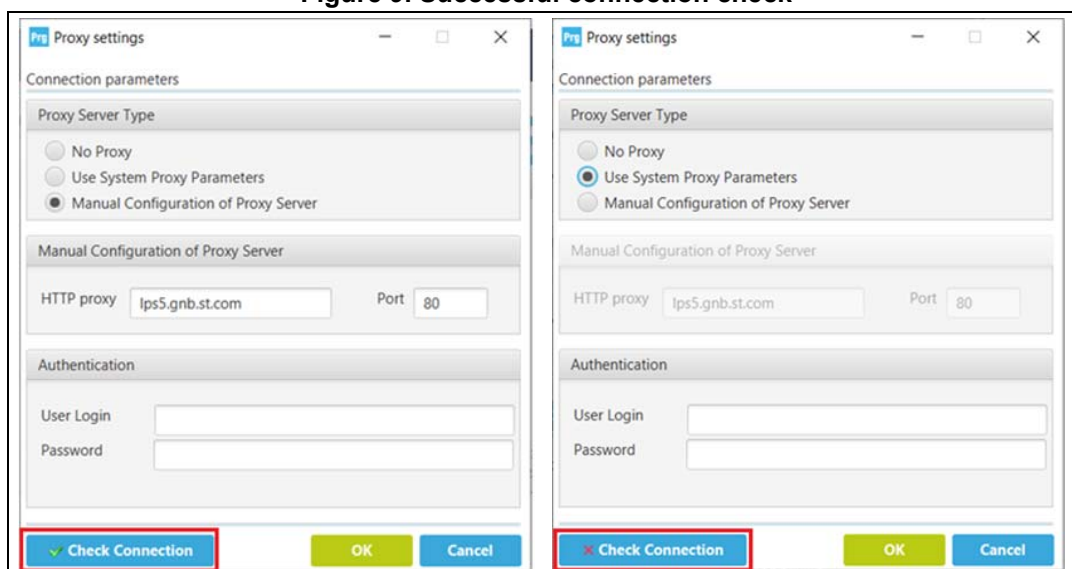 Figure 9. Successful connection check
Prg Proxy settings
Connection parameters
Proxy Server Type
No Proxy
Use System Proxy Parameters
Manual Configuration of Proxy Server
Manual Configuration of Proxy Server
HTTP proxy lps5.gnb.st.com Port 80
Authentication
User Login
Password
Check Connection OK Cancel
Prg Proxy settings
Connection parameters
Proxy Server Type
No Proxy
Use System Proxy Parameters
Manual Configuration of Proxy Server
Manual Configuration of Proxy Server
HTTP proxy lps5.gnb.st.com Port 80
Authentication
User Login
Password
Check Connection OK Cancel